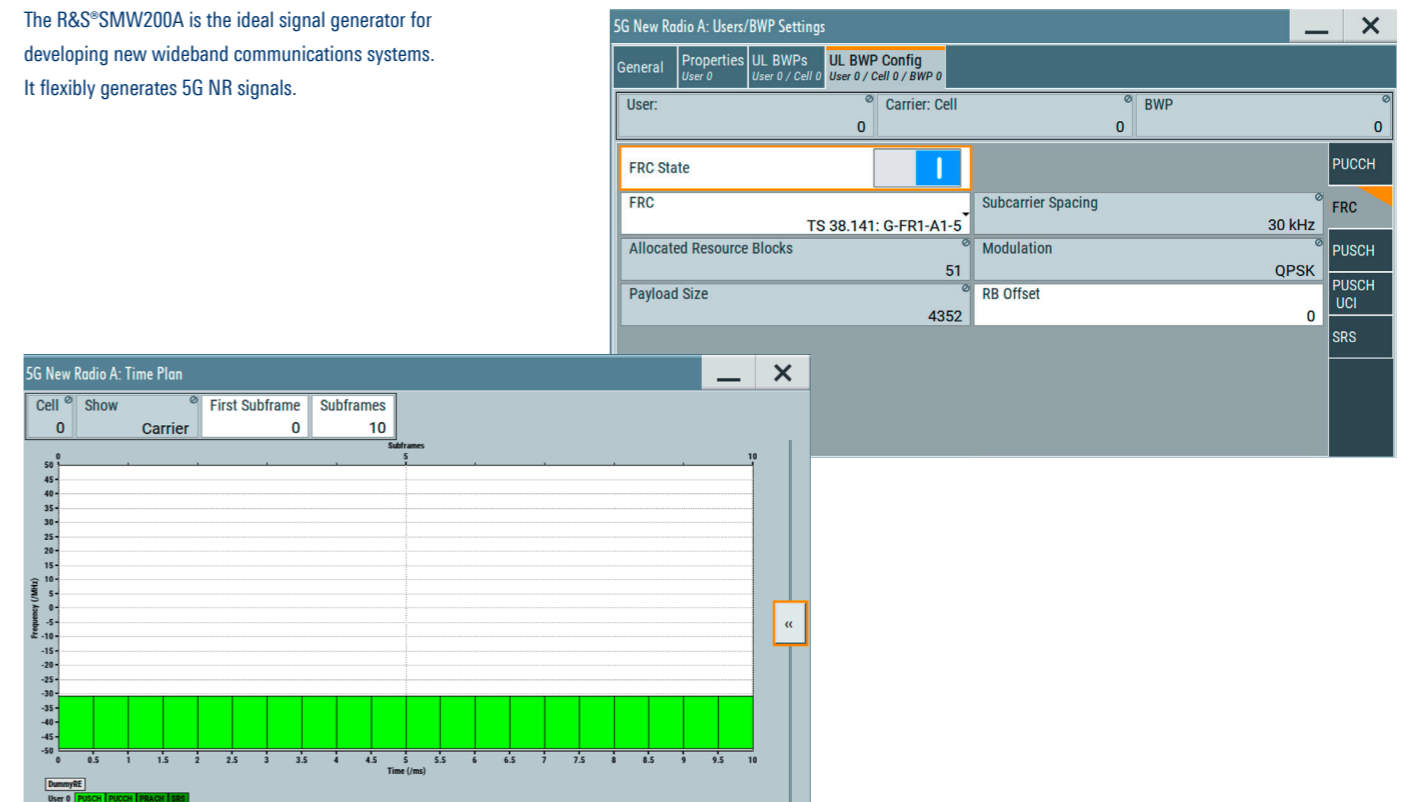 The R&S®SMW200A is the ideal signal generator for
developing new wideband communications systems.
It flexibly generates 5G NR signals.
5G New Radio A: Users/BWP Settings
General
Properties
User 0
UL BWPs
User 0 / Cell 0
UL BWP Config
User 0 / Cell 0 / BWP 0
User:
0
Carrier: Cell
0
BWP
0
FRC State
FRC
TS 38.141: G-FR1-A1-5
Subcarrier Spacing
30 kHz
Allocated Resource Blocks
51
Modulation
QPSK
Payload Size
4352
RB Offset
0
PUCCH
FRC
PUSCH
PUSCH
UCI
SRS
5G New Radio A: Time Plan
Cell
0
Show
Carrier
First Subframe
0
Subframes
10
Subframes
0 5 10
50
45
40
35
30
25
20
15
10
5
0
-5
-10
-15
-20
-25
-30
-35
-40
-45
-50
Frequency (/MHz)
0 0.5 1 1.5 2 2.5 3 3.5 4 4.5 5 5.5 6 6.5 7 7.5 8 8.5 9 9.5 10
Time (/ms)
DummyRE
User 0 PUSCH PUCCH PRACH SRS